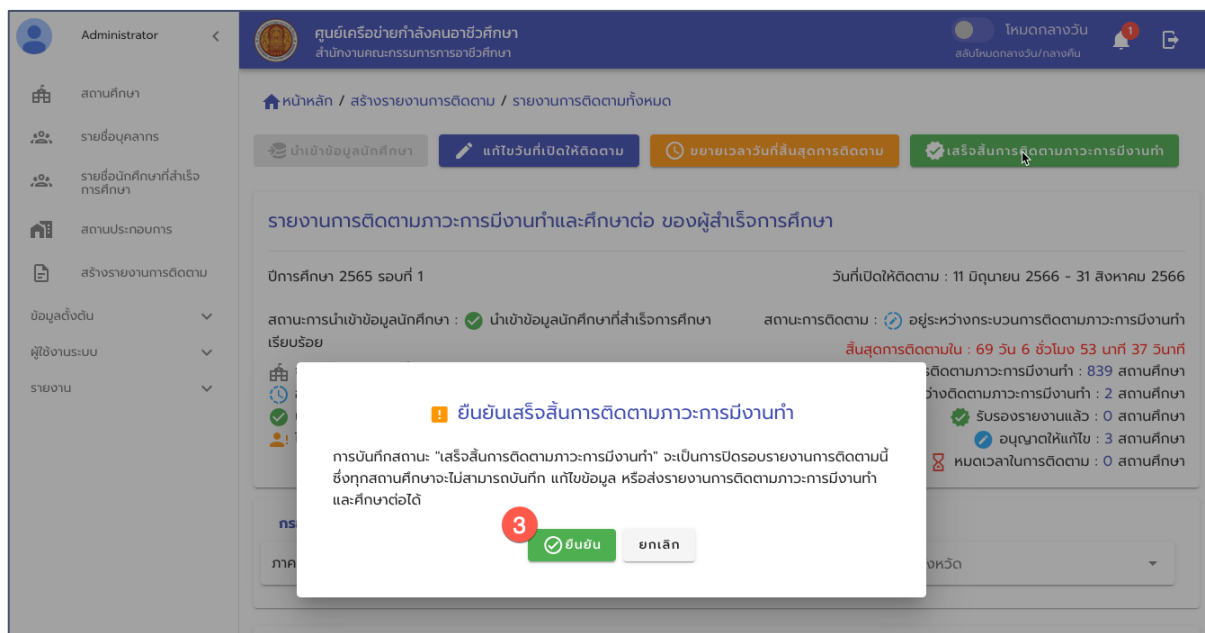 Administrator
ศูนย์เครือข่ายกำลังคนอาชีวศึกษา
สำนักงานคณะกรรมการการอาชีวศึกษา
โหมดกลางวัน
สลับโหมดกลางวัน/กลางคืน
1
สถานศึกษา
รายชื่อบุคลากร
รายชื่อนักศึกษาที่สำเร็จ
การศึกษา
สถานประกอบการ
สร้างรายงานการติดตาม
ข้อมูลตั้งต้น
ผู้ใช้งานระบบ
รายงาน
หน้าหลัก / สร้างรายงานการติดตาม / รายงานการติดตามทั้งหมด
นำเข้าข้อมูลนักศึกษา
แก้ไขวันที่เปิดให้ติดตาม
ขยายเวลาวันที่สิ้นสุดการติดตาม
เสร็จสิ้นการติดตามภาวะการมีงานทำ
รายงานการติดตามภาวะการมีงานทำและศึกษาต่อ ของผู้สำเร็จการศึกษา
ปีการศึกษา 2565 รอบที่ 1
วันที่เปิดให้ติดตาม : 11 มิถุนายน 2566 - 31 สิงหาคม 2566
สถานะการนำเข้าข้อมูลนักศึกษา : นำเข้าข้อมูลนักศึกษาที่สำเร็จการศึกษา
เรียบร้อย
สถานะการติดตาม : อยู่ระหว่างกระบวนการติดตามภาวะการมีงานทำ
สิ้นสุดการติดตามใน : 69 วัน 6 ชั่วโมง 53 นาที 37 วินาที
ติดตามภาวะการมีงานทำ : 839 สถานศึกษา
ว่างติดตามภาวะการมีงานทำ : 2 สถานศึกษา
รับรองรายงานแล้ว : 0 สถานศึกษา
อนุญาตให้แก้ไข : 3 สถานศึกษา
หมดเวลาในการติดตาม : 0 สถานศึกษา
ยืนยันเสร็จสิ้นการติดตามภาวะการมีงานทำ
การบันทึกสถานะ "เสร็จสิ้นการติดตามภาวะการมีงานทำ" จะเป็นการปิดรอบรายงานการติดตามนี้
ซึ่งทุกสถานศึกษาจะไม่สามารถบันทึก แก้ไขข้อมูล หรือส่งรายงานการติดตามภาวะการมีงานทำ
และศึกษาต่อได้
3
ยืนยัน
ยกเลิก
ภาค